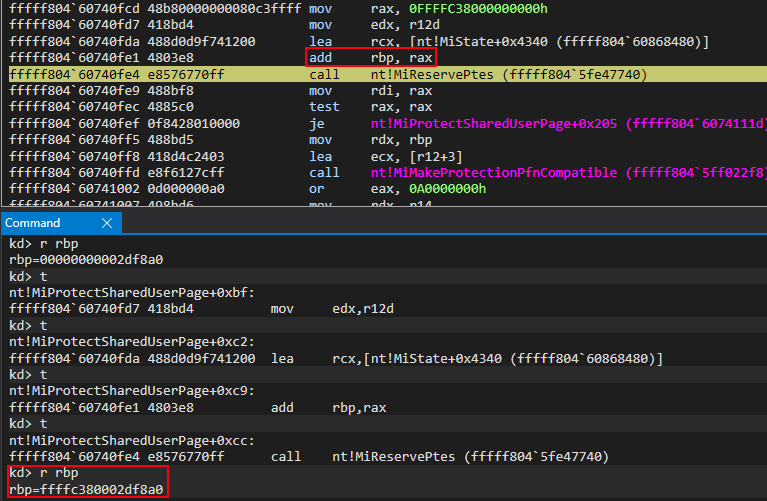 fffff804`60740fcd 48b80000000080c3ffff mov     rax, 0FFFFC38000000000h
fffff804`60740fd7 418bd4          mov     edx, r12d
fffff804`60740fda 488d0d9f741200  lea     rcx, [nt!MiState+0x4340 (fffff804`60868480)]
fffff804`60740fe1 4803e8          add     rbp, rax
fffff804`60740fe4 e8576770ff      call    nt!MiReservePtes (fffff804`5fe47740)
fffff804`60740fe9 488bf8          mov     rdi, rax
fffff804`60740fec 4885c0          test    rax, rax
fffff804`60740fef 0f8428010000    je      nt!MiProtectSharedUserPage+0x205 (fffff804`6074111d)
fffff804`60740ff5 488bd5          mov     rdx, rbp
fffff804`60740ff8 418d4c2403      lea     ecx, [r12+3]
fffff804`60740ffd e8f6127cff      call    nt!MiMakeProtectionPfnCompatible (fffff804`5ff022f8)
fffff804`60741002 0d000000a0      or      eax, 0A0000000h
fffff804`60741007 498bd6          mov     rdx, r14
Command ×
kd> r rbp
rbp=00000000002df8a0
kd> t
nt!MiProtectSharedUserPage+0xbf:
fffff804`60740fd7 418bd4          mov     edx,r12d
kd> t
nt!MiProtectSharedUserPage+0xc2:
fffff804`60740fda 488d0d9f741200  lea     rcx,[nt!MiState+0x4340 (fffff804`60868480)]
kd> t
nt!MiProtectSharedUserPage+0xc9:
fffff804`60740fe1 4803e8          add     rbp,rax
kd> t
nt!MiProtectSharedUserPage+0xcc:
fffff804`60740fe4 e8576770ff      call    nt!MiReservePtes (fffff804`5fe47740)
kd> r rbp
rbp=ffffc380002df8a0